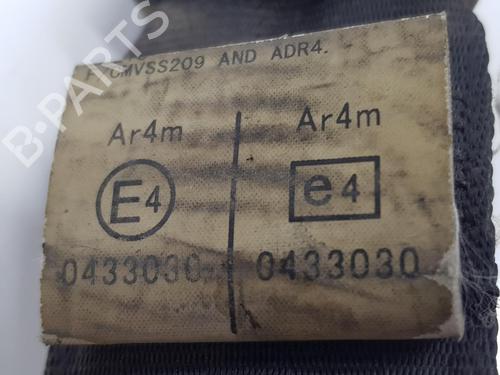 CMVSS209 AND ADR4.
Ar4m
E4
0433030
Ar4m
e4
0433030
B-PARTS